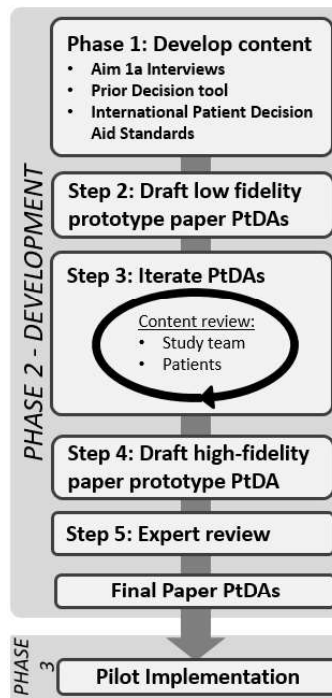 PHASE 2 - DEVELOPMENT
Phase 1: Develop content
• Aim 1a Interviews
• Prior Decision tool
• International Patient Decision
Aid Standards
Step 2: Draft low fidelity
prototype paper PtDAs
Step 3: Iterate PtDAs
Content review:
• Study team
• Patients
Step 4: Draft high-fidelity
paper prototype PtDA
Step 5: Expert review
Final Paper PtDAs
PHASE
3
Pilot Implementation